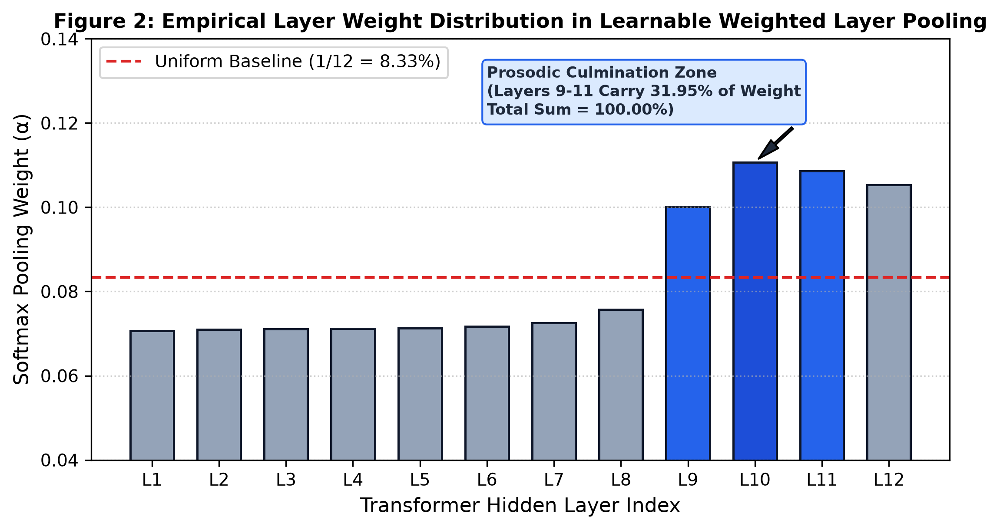 Figure 2: Empirical Layer Weight Distribution in Learnable Weighted Layer Pooling
Uniform Baseline (1/12 = 8.33%)
Prosodic Culmination Zone
(Layers 9-11 Carry 31.95% of Weight
Total Sum = 100.00%)
Softmax Pooling Weight (α)
0.14
0.12
0.10
0.08
0.06
0.04
L1 L2 L3 L4 L5 L6 L7 L8 L9 L10 L11 L12
Transformer Hidden Layer Index